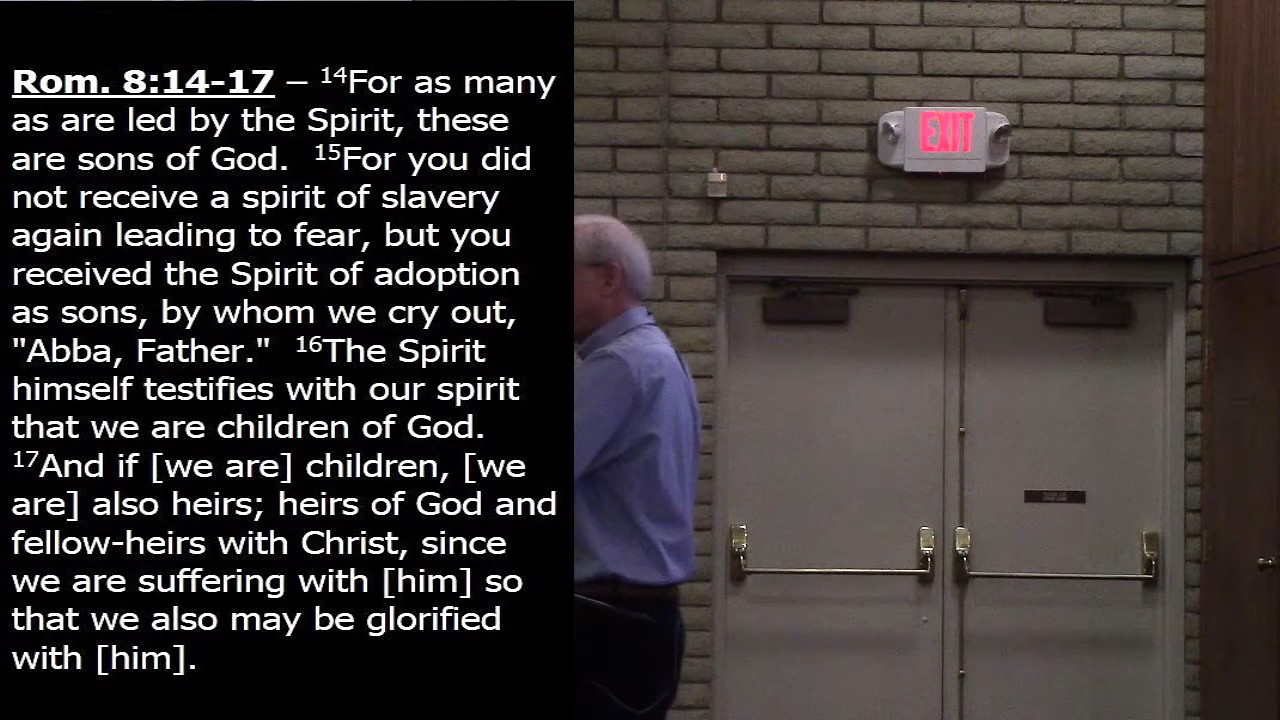 Rom. 8:14-17 – 14For as many
as are led by the Spirit, these
are sons of God. 15For you did
not receive a spirit of slavery
again leading to fear, but you
received the Spirit of adoption
as sons, by whom we cry out,
"Abba, Father." 16The Spirit
himself testifies with our spirit
that we are children of God.
17And if [we are] children, [we
are] also heirs; heirs of God and
fellow-heirs with Christ, since
we are suffering with [him] so
that we also may be glorified
with [him].
EXIT